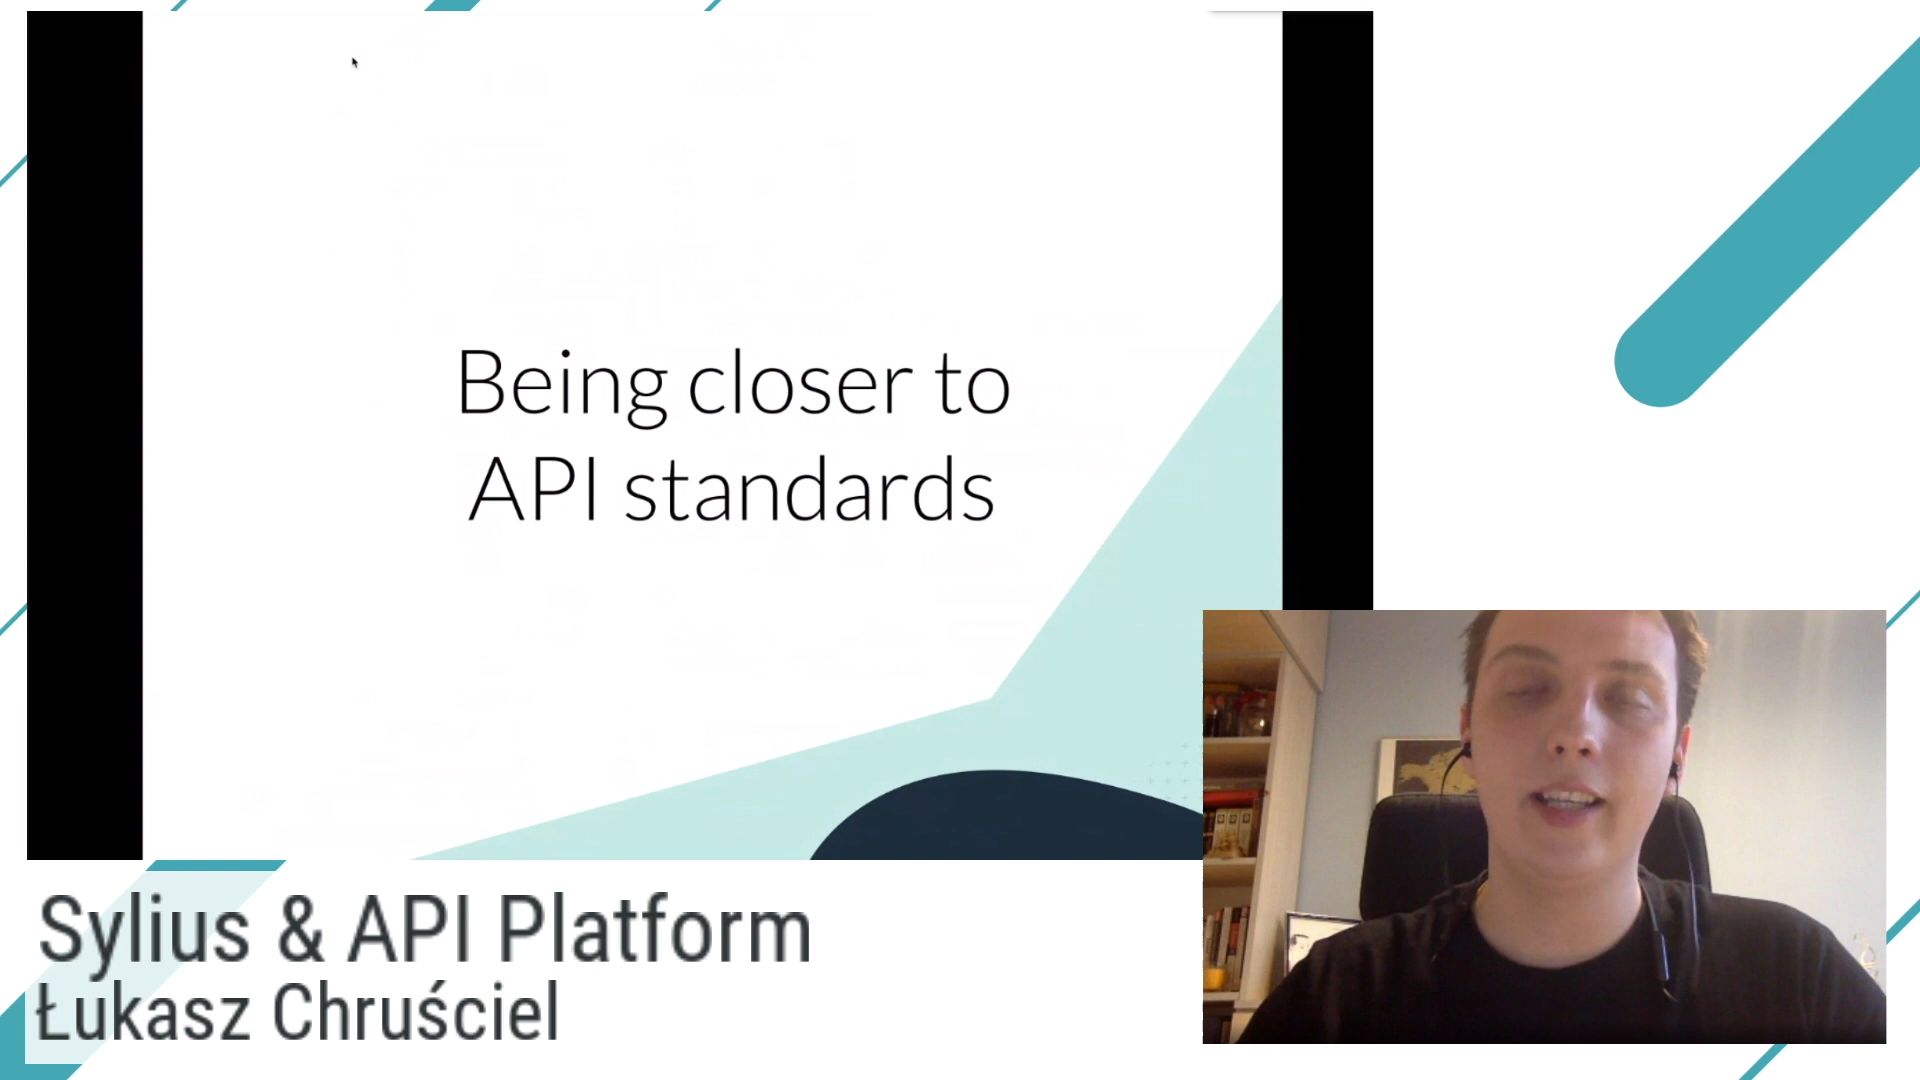 Being closer to
API standards
Sylius & API Platform
Łukasz Chruściel